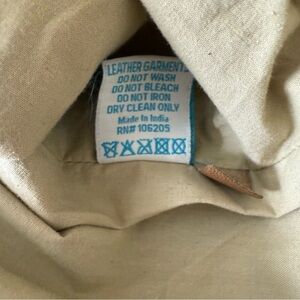 LEATHER GARMENTS
DO NOT WASH
DO NOT BLEACH
DO NOT IRON
DRY CLEAN ONLY
Made in India
RN# 106205